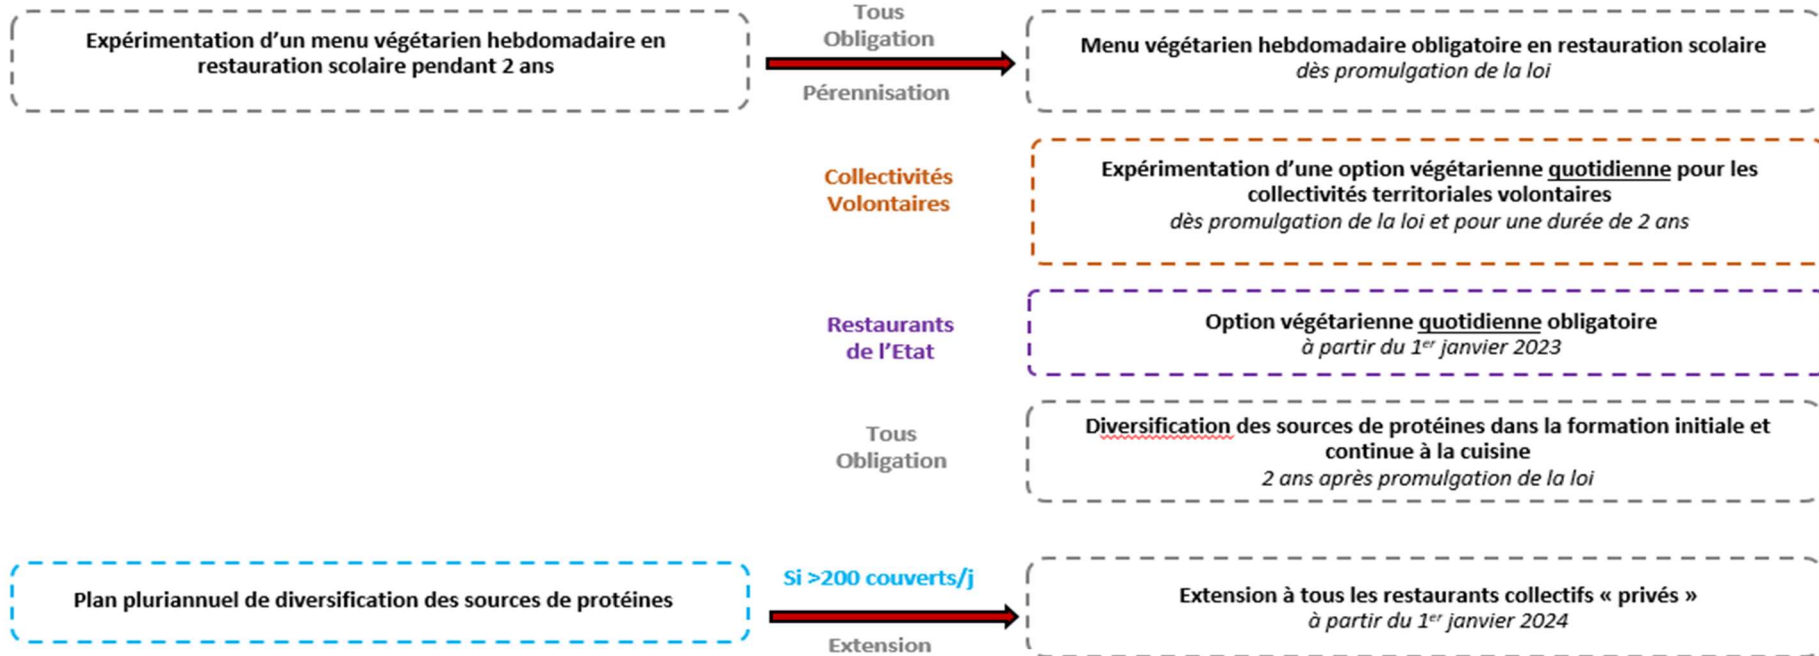 Expérimentation d'un menu végétarien hebdomadaire en
restauration scolaire pendant 2 ans
Tous
Obligation
Pérennisation
Menu végétarien hebdomadaire obligatoire en restauration scolaire
dès promulgation de la loi
Collectivités
Volontaires
Expérimentation d'une option végétarienne quotidienne pour les
collectivités territoriales volontaires
dès promulgation de la loi et pour une durée de 2 ans
Restaurants
de l'Etat
Option végétarienne quotidienne obligatoire
à partir du 1er janvier 2023
Tous
Obligation
Diversification des sources de protéines dans la formation initiale et
continue à la cuisine
2 ans après promulgation de la loi
Plan pluriannuel de diversification des sources de protéines
Si >200 couverts/j
Extension
Extension à tous les restaurants collectifs « privés »
à partir du 1er janvier 2024